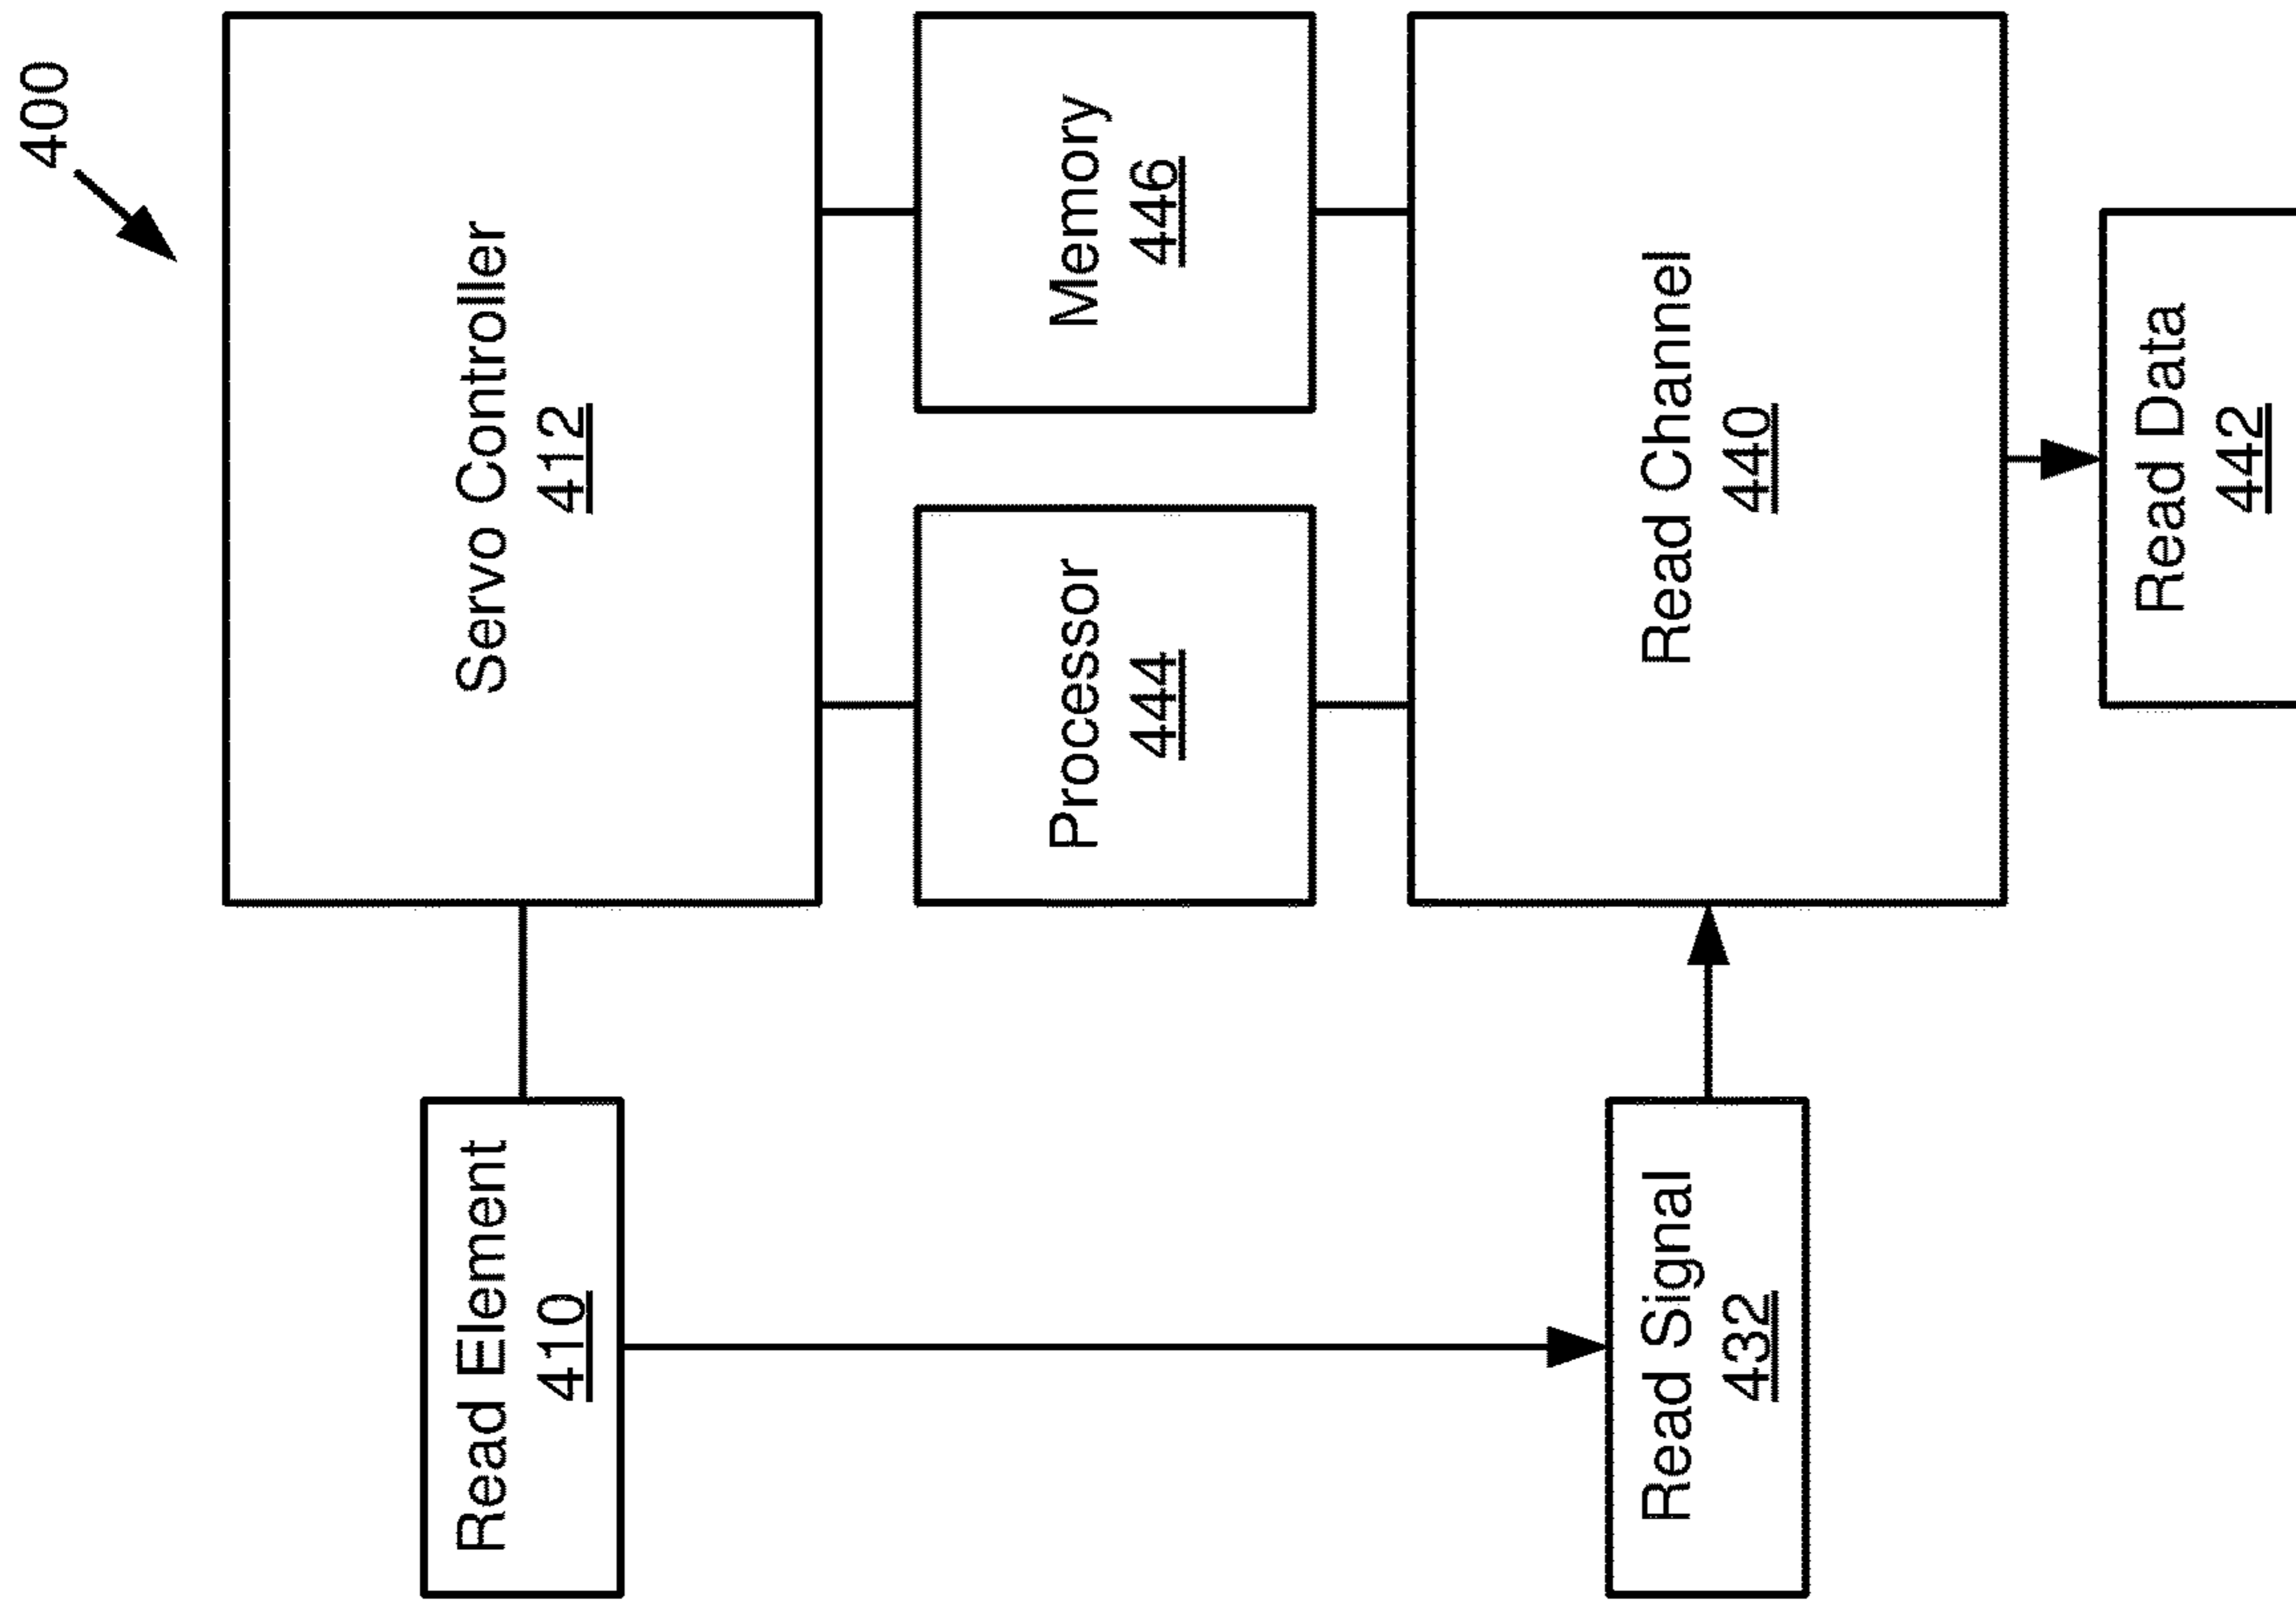 400
Servo Controller
412
Memory
446
Processor
444
Read Channel
440
Read Data
442
Read Element
410
Read Signal
432